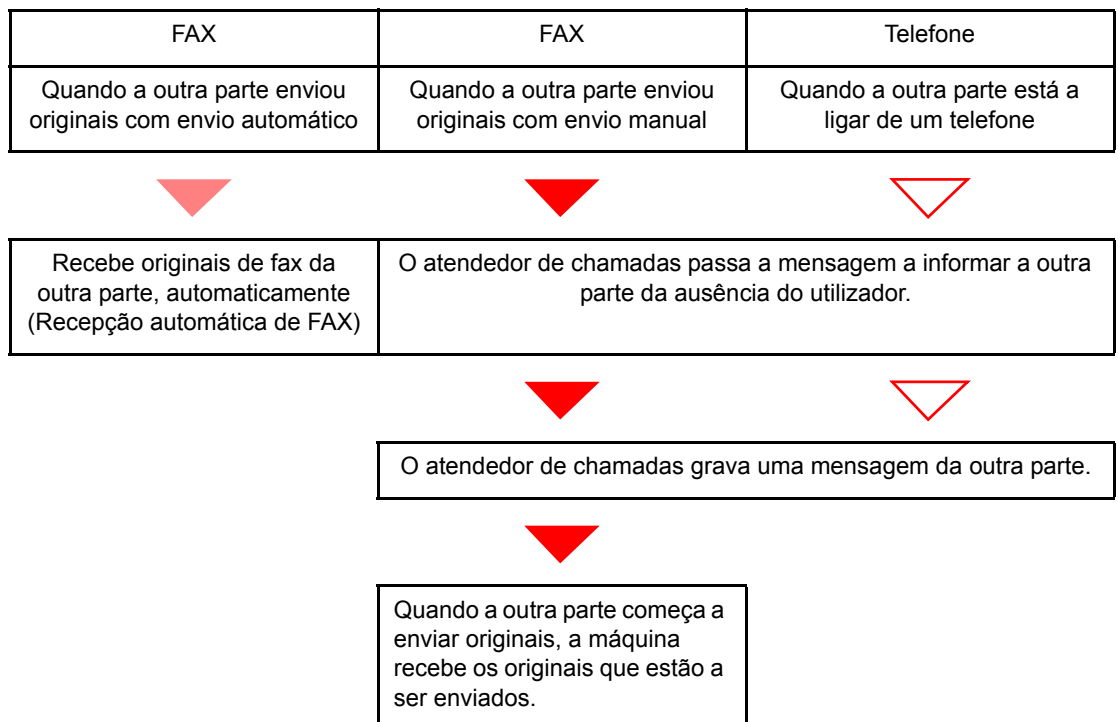 FAX
FAX
Telefone
Quando a outra parte enviou
originais com envio automático
Quando a outra parte enviou
originais com envio manual
Quando a outra parte está a
ligar de um telefone
Recebe originais de fax da
outra parte, automaticamente
(Recepção automática de FAX)
O atendedor de chamadas passa a mensagem a informar a outra
parte da ausência do utilizador.
O atendedor de chamadas grava uma mensagem da outra parte.
Quando a outra parte começa a
enviar originais, a máquina
recebe os originais que estão a
ser enviados.